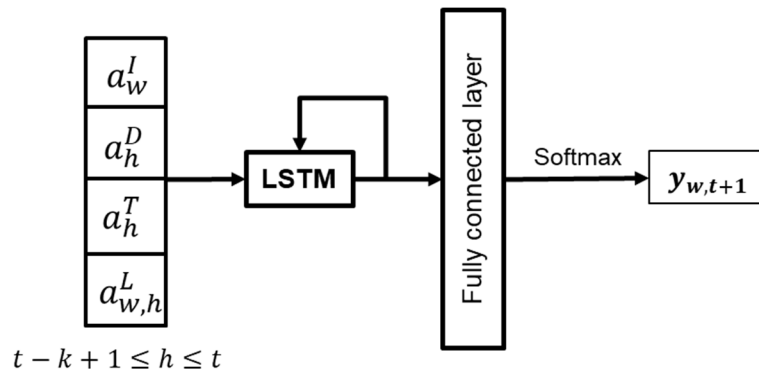 a_w^I
a_h^D
a_h^T
a_{w,h}^L
t − k + 1 ≤ h ≤ t
LSTM
Fully connected layer
Softmax
y_{w,t+1}